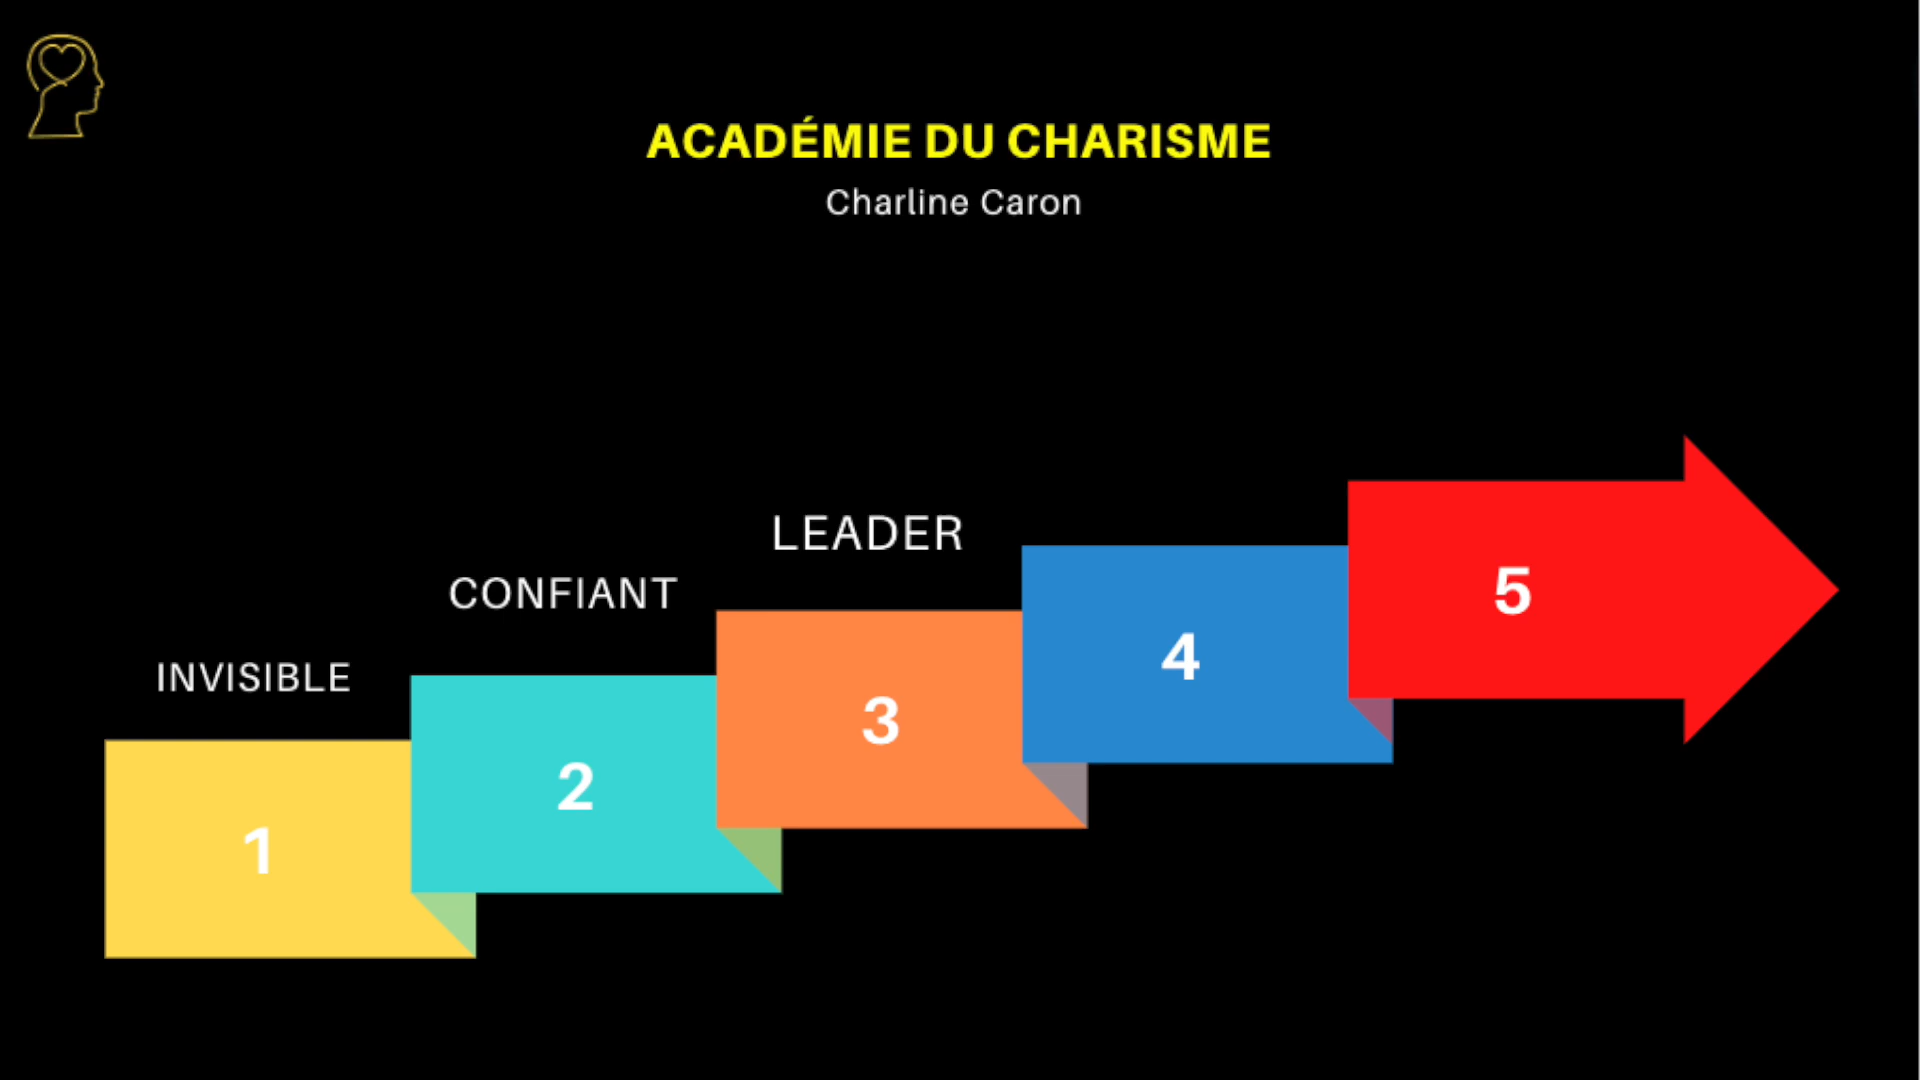 ACADÉMIE DU CHARISME
Charline Caron
LEADER
CONFIANT
INVISIBLE
1
2
3
4
5